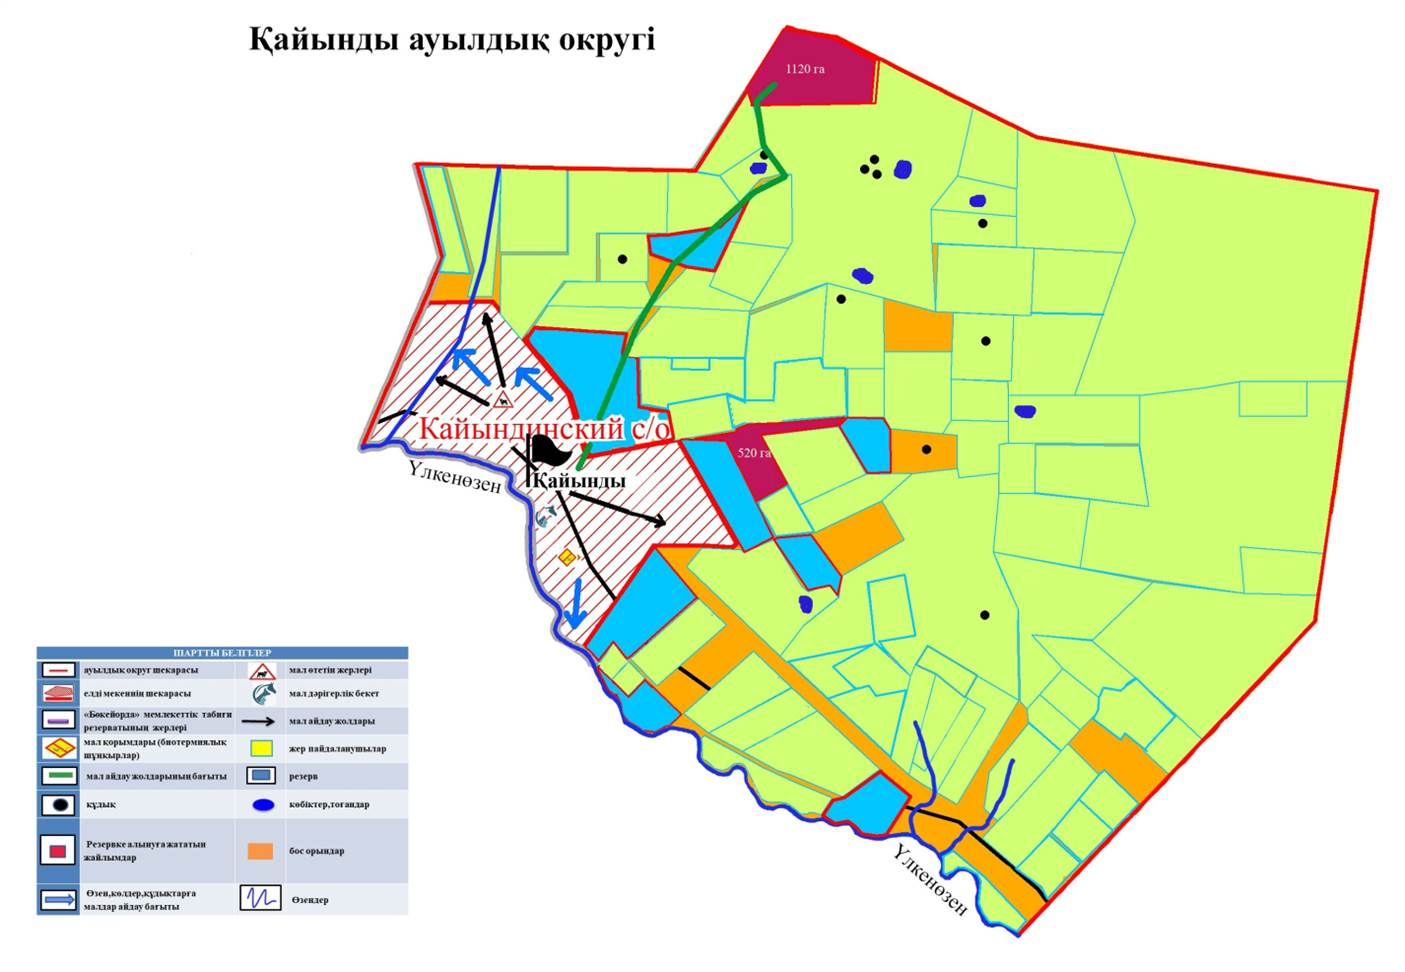 Қайынды ауылдық округі
1120 га
Кайындинский с/о
520 га
Қайынды
Үлкенөзен
Үлкенөзен
ШАРТТЫ БЕЛГІЛЕР
ауылдық округ шекарасы
мал өтетін жерлері
елді мекеннің шекарасы
мал дәрігерлік бекет
«Бөкейорда» мемлекеттік табиғи
резерватының жерлері
мал айдау жолдары
мал қорымдары (биотермиялық
шұңқырлар)
жер пайдаланушылар
мал айдау жолдарының бағыты
резерв
құдық
көбіктер,тоғандар
Резервке алынуға жататын
жайлымдар
бос орындар
Өзен,көлдер,құдықтарға
малдар айдау бағыты
Өзендер